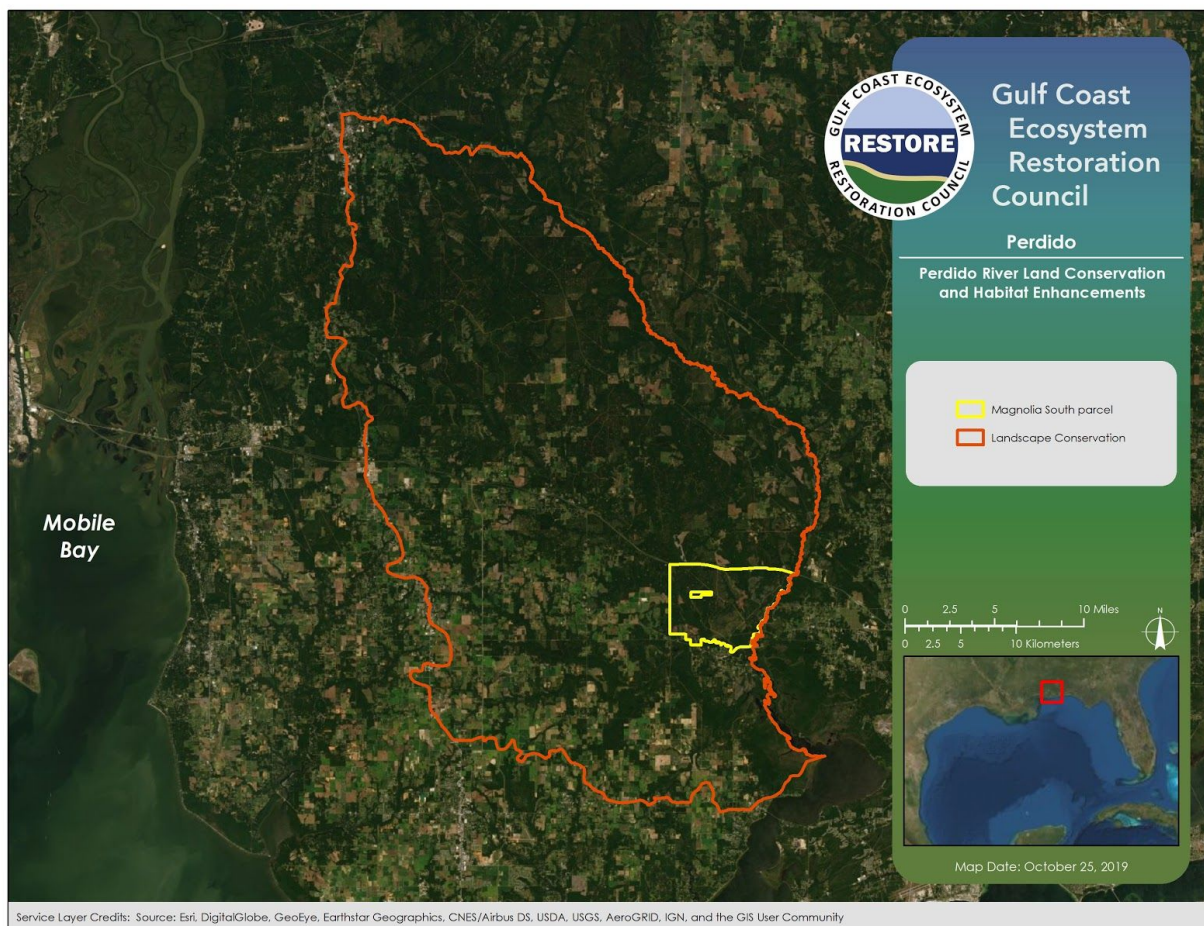 GULF COAST ECOSYSTEM
RESTORE
RESTORATION COUNCIL
Gulf Coast
Ecosystem
Restoration
Council
Perdido
Perdido River Land Conservation
and Habitat Enhancements
Magnolia South parcel
Landscape Conservation
Mobile
Bay
0 2.5 5 10 Miles
0 2.5 5 10 Kilometers
N
Map Date: October 25, 2019
Service Layer Credits: Source: Esri, DigitalGlobe, GeoEye, Earthstar Geographics, CNES/Airbus DS, USDA, USGS, AeroGRID, IGN, and the GIS User Community